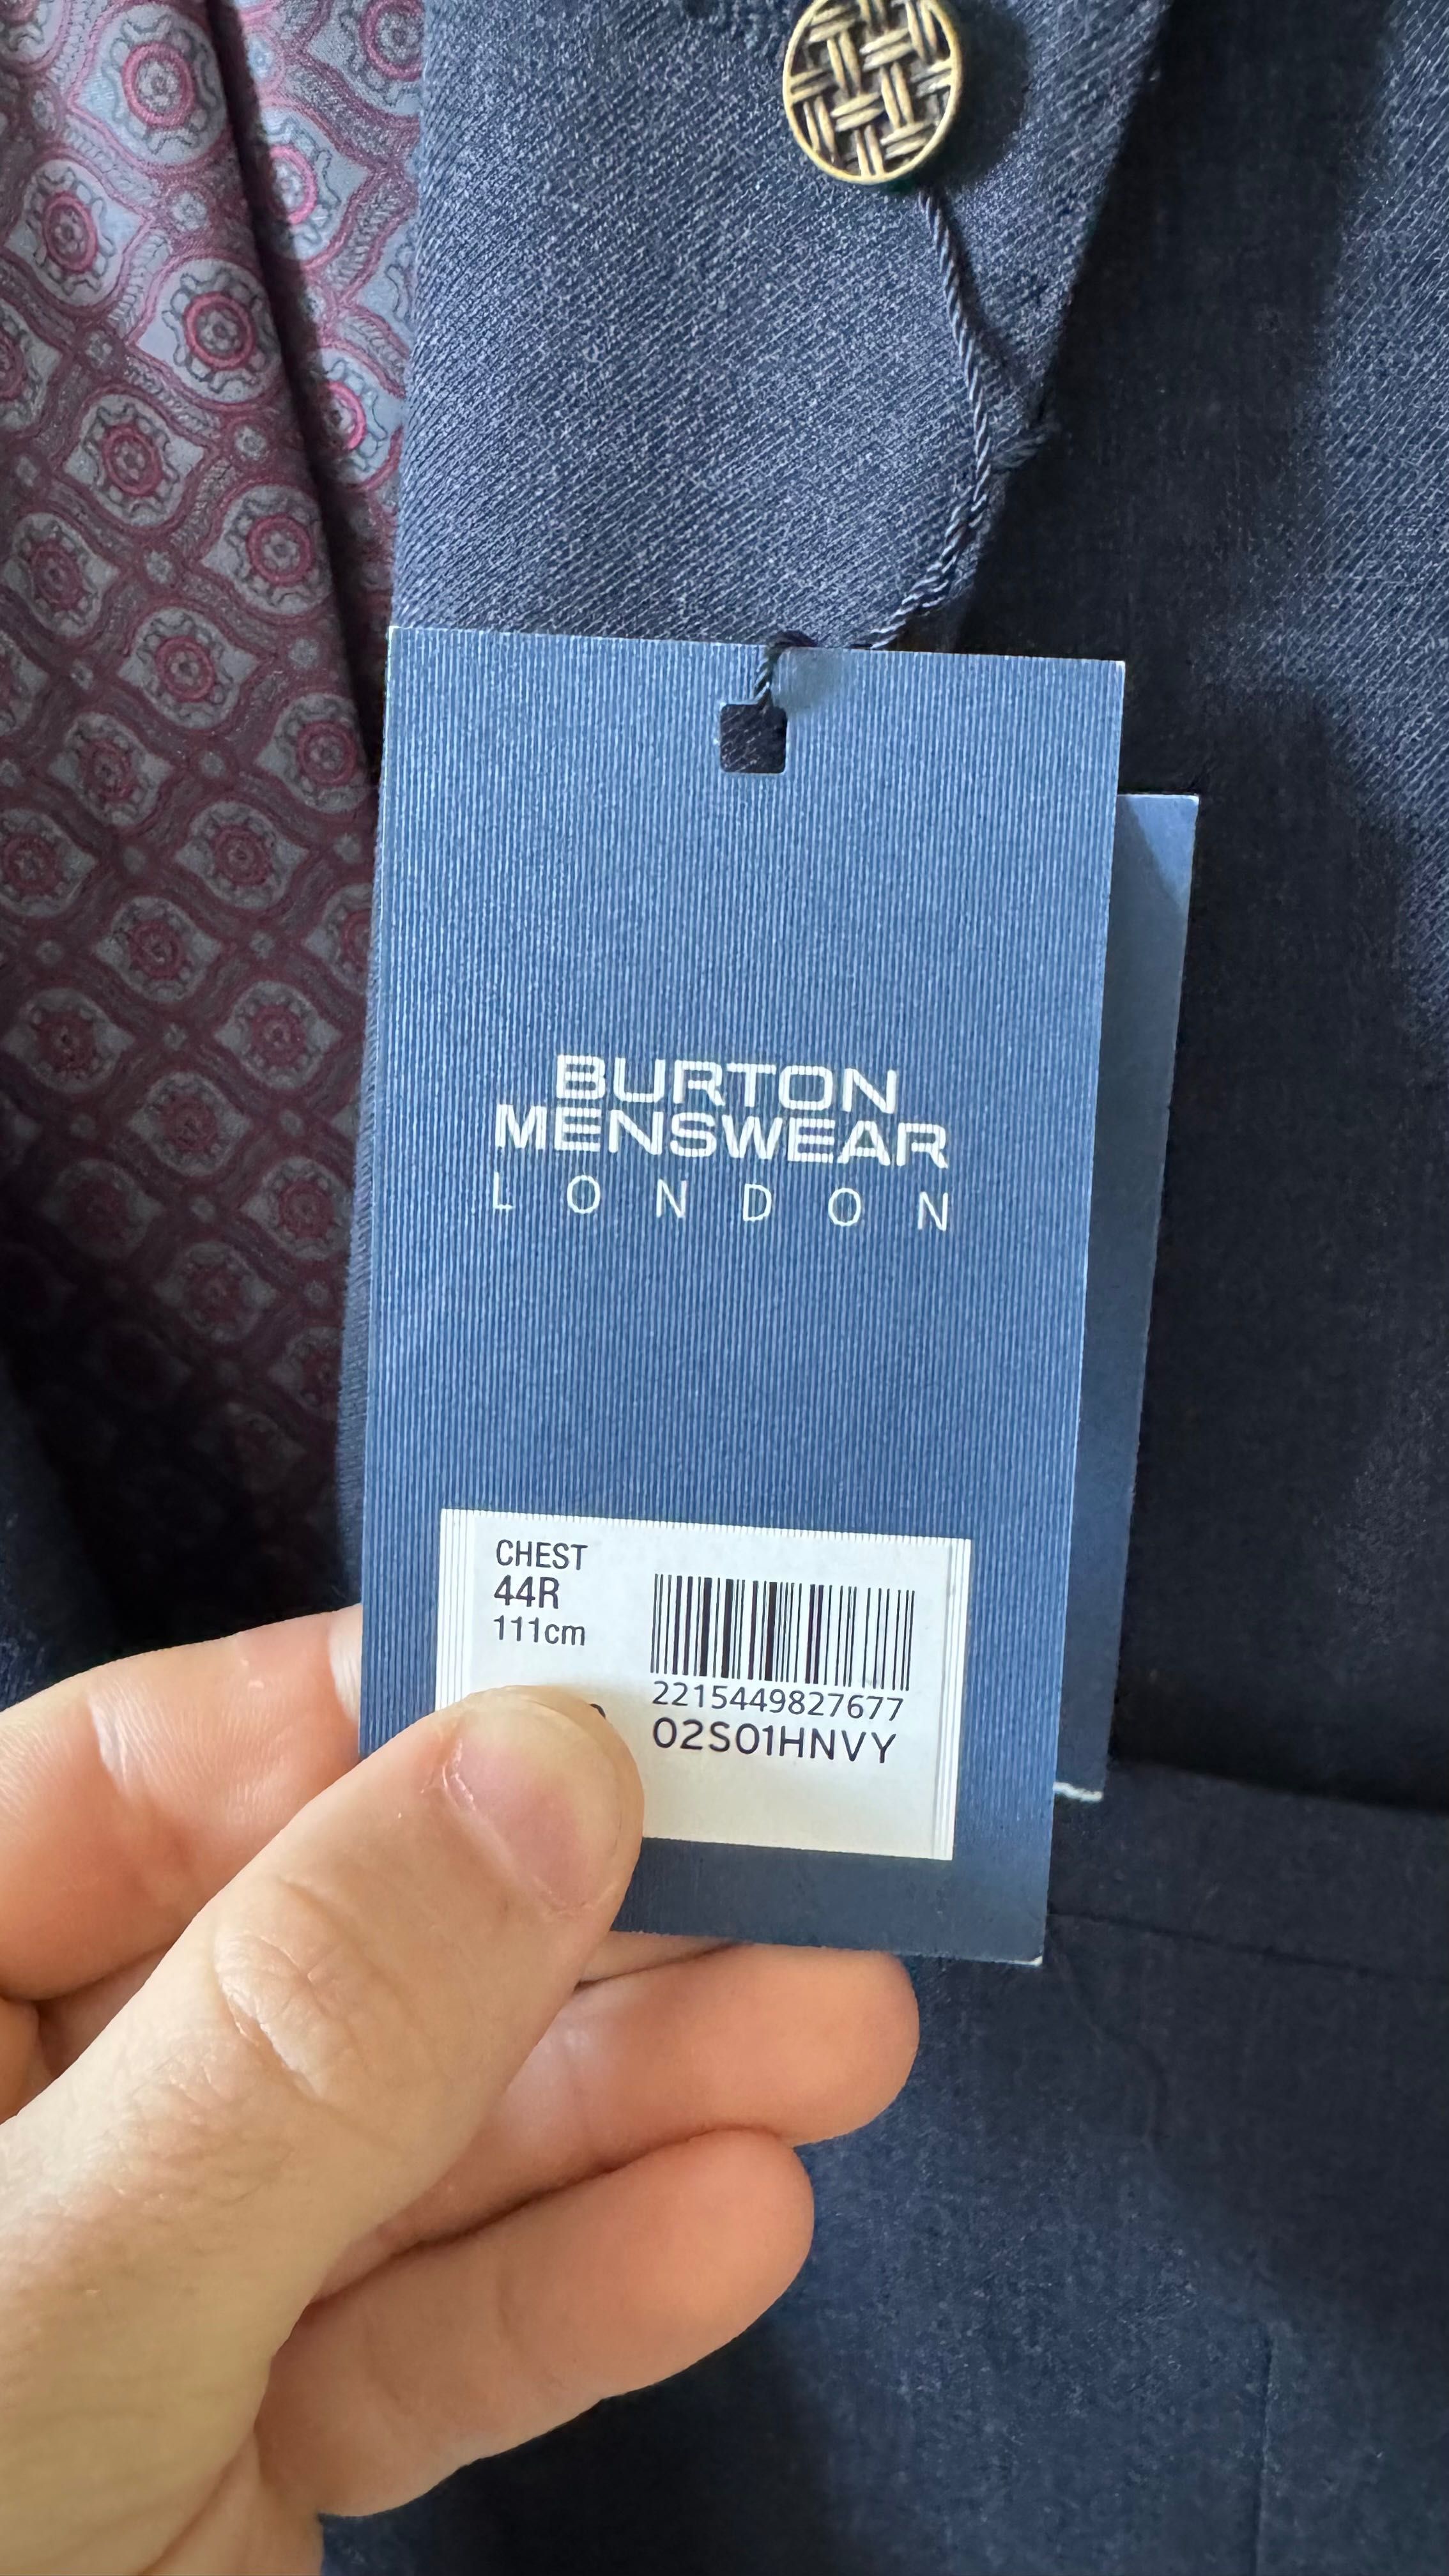 BURTON
MENSWEAR
LONDON
CHEST
44R
111cm
2215449827677
02S01HNVY